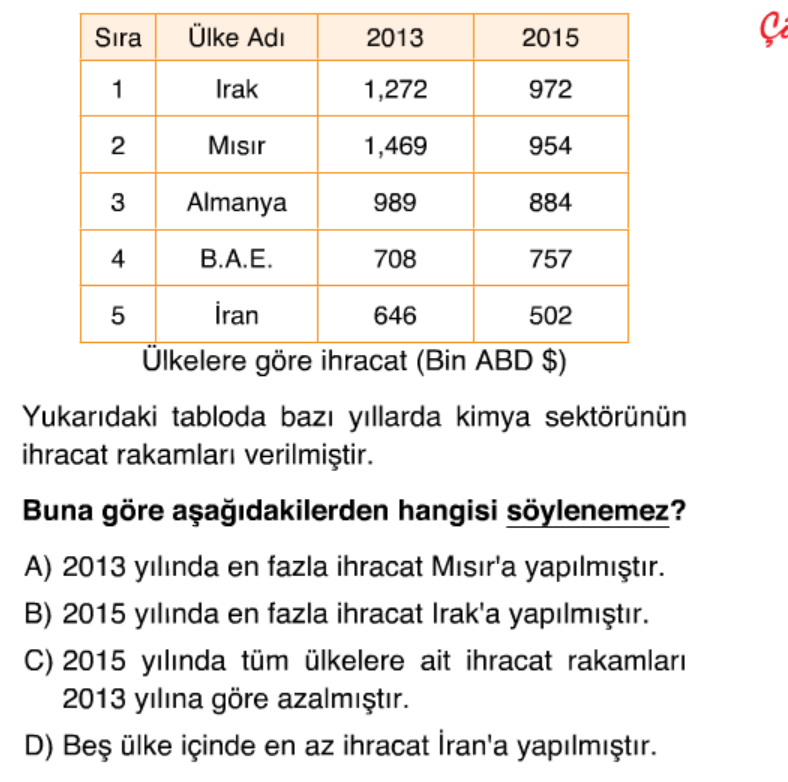 Sıra Ülke Adı 2013 2015
1 Irak 1,272 972
2 Mısır 1,469 954
3 Almanya 989 884
4 B.A.E. 708 757
5 İran 646 502
Ülkelere göre ihracat (Bin ABD $)
Yukarıdaki tabloda bazı yıllarda kimya sektörünün
ihracat rakamları verilmiştir.
Buna göre aşağıdakilerden hangisi söylenemez?
A) 2013 yılında en fazla ihracat Mısır'a yapılmıştır.
B) 2015 yılında en fazla ihracat Irak'a yapılmıştır.
C) 2015 yılında tüm ülkelere ait ihracat rakamları
2013 yılına göre azalmıştır.
D) Beş ülke içinde en az ihracat İran'a yapılmıştır.